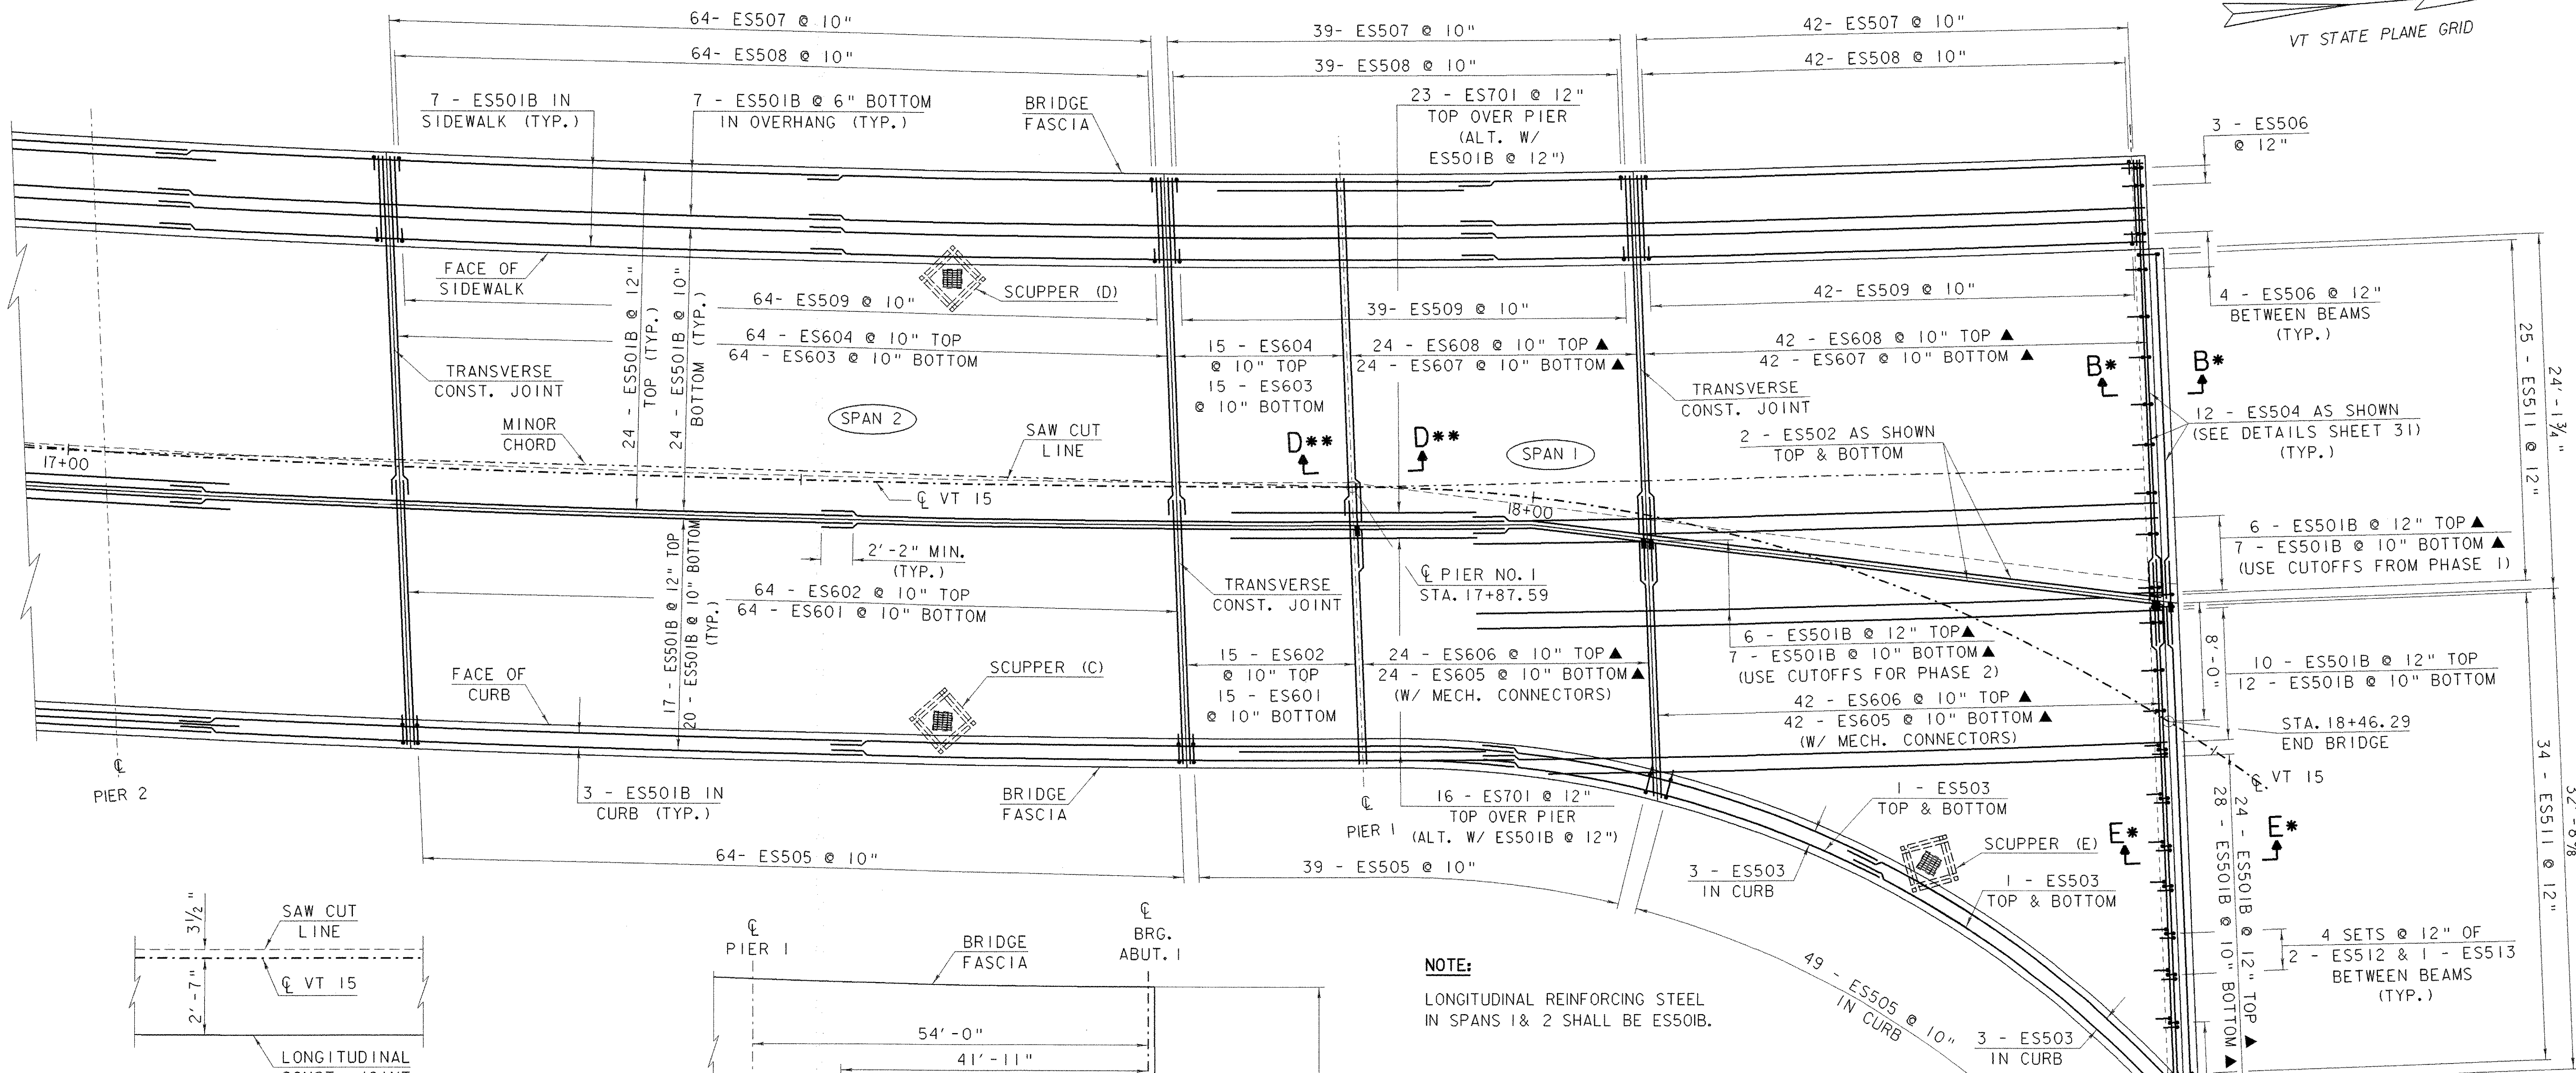 64- ES507 @ 10"
39- ES507 @ 10"
42- ES507 @ 10"
VT STATE PLANE GRID
64- ES508 @ 10"
39- ES508 @ 10"
42- ES508 @ 10"
7 - ES501B IN
SIDEWALK (TYP.)
7 - ES501B @ 6" BOTTOM
IN OVERHANG (TYP.)
BRIDGE
FASCIA
23 - ES701 @ 12"
TOP OVER PIER
(ALT. W/
ES501B @ 12")
3 - ES506
@ 12"
FACE OF
SIDEWALK
24 - ES501B @ 12"
TOP (TYP.)
24 - ES501B @ 10"
BOTTOM (TYP.)
SCUPPER (D)
64- ES509 @ 10"
39- ES509 @ 10"
42- ES509 @ 10"
4 - ES506 @ 12"
BETWEEN BEAMS
(TYP.)
25 - ES511 @ 12"
24'-1¾"
64 - ES604 @ 10" TOP
64 - ES603 @ 10" BOTTOM
15 - ES604
@ 10" TOP
15 - ES603
@ 10" BOTTOM
24 - ES608 @ 10" TOP ▲
24 - ES607 @ 10" BOTTOM ▲
42 - ES608 @ 10" TOP ▲
42 - ES607 @ 10" BOTTOM ▲
TRANSVERSE
CONST. JOINT
TRANSVERSE
CONST. JOINT
B*
B*
SPAN 2
MINOR
CHORD
SAW CUT
LINE
D**
D**
SPAN 1
2 - ES502 AS SHOWN
TOP & BOTTOM
12 - ES504 AS SHOWN
(SEE DETAILS SHEET 31)
(TYP.)
17+00
℄ VT 15
18+00
2'-2" MIN.
(TYP.)
6 - ES501B @ 12" TOP ▲
7 - ES501B @ 10" BOTTOM ▲
(USE CUTOFFS FROM PHASE 1)
17 - ES501B @ 12" TOP
20 - ES501B @ 10" BOTTOM
(TYP.)
64 - ES602 @ 10" TOP
64 - ES601 @ 10" BOTTOM
TRANSVERSE
CONST. JOINT
℄ PIER NO. 1
STA. 17+87.59
FACE OF
CURB
SCUPPER (C)
15 - ES602
@ 10" TOP
15 - ES601
@ 10" BOTTOM
24 - ES606 @ 10" TOP ▲
24 - ES605 @ 10" BOTTOM ▲
(W/ MECH. CONNECTORS)
6 - ES501B @ 12" TOP ▲
7 - ES501B @ 10" BOTTOM ▲
(USE CUTOFFS FOR PHASE 2)
42 - ES606 @ 10" TOP ▲
42 - ES605 @ 10" BOTTOM ▲
(W/ MECH. CONNECTORS)
8'-0"
10 - ES501B @ 12" TOP
12 - ES501B @ 10" BOTTOM
STA. 18+46.29
END BRIDGE
℄ VT 15
34 - ES511 @ 12"
32'-8⅞"
℄
PIER 2
3 - ES501B IN
CURB (TYP.)
BRIDGE
FASCIA
℄
PIER 1
16 - ES701 @ 12"
TOP OVER PIER
(ALT. W/ ES501B @ 12")
1 - ES503
TOP & BOTTOM
64- ES505 @ 10"
39 - ES505 @ 10"
3 - ES503
IN CURB
SCUPPER (E)
1 - ES503
TOP & BOTTOM
E*
E*
24 - ES501B @ 12" TOP ▲
28 - ES501B @ 10" BOTTOM ▲
4 SETS @ 12" OF
2 - ES512 & 1 - ES513
BETWEEN BEAMS
(TYP.)
49 - ES505 @ 10"
IN CURB
3 - ES503
IN CURB
3½"
SAW CUT
LINE
℄ VT 15
2'-7"
LONGITUDINAL
CONST. JOINT
℄
PIER 1
BRIDGE
FASCIA
℄
BRG.
ABUT. 1
54'-0"
41'-11"
NOTE:
LONGITUDINAL REINFORCING STEEL
IN SPANS 1 & 2 SHALL BE ES501B.